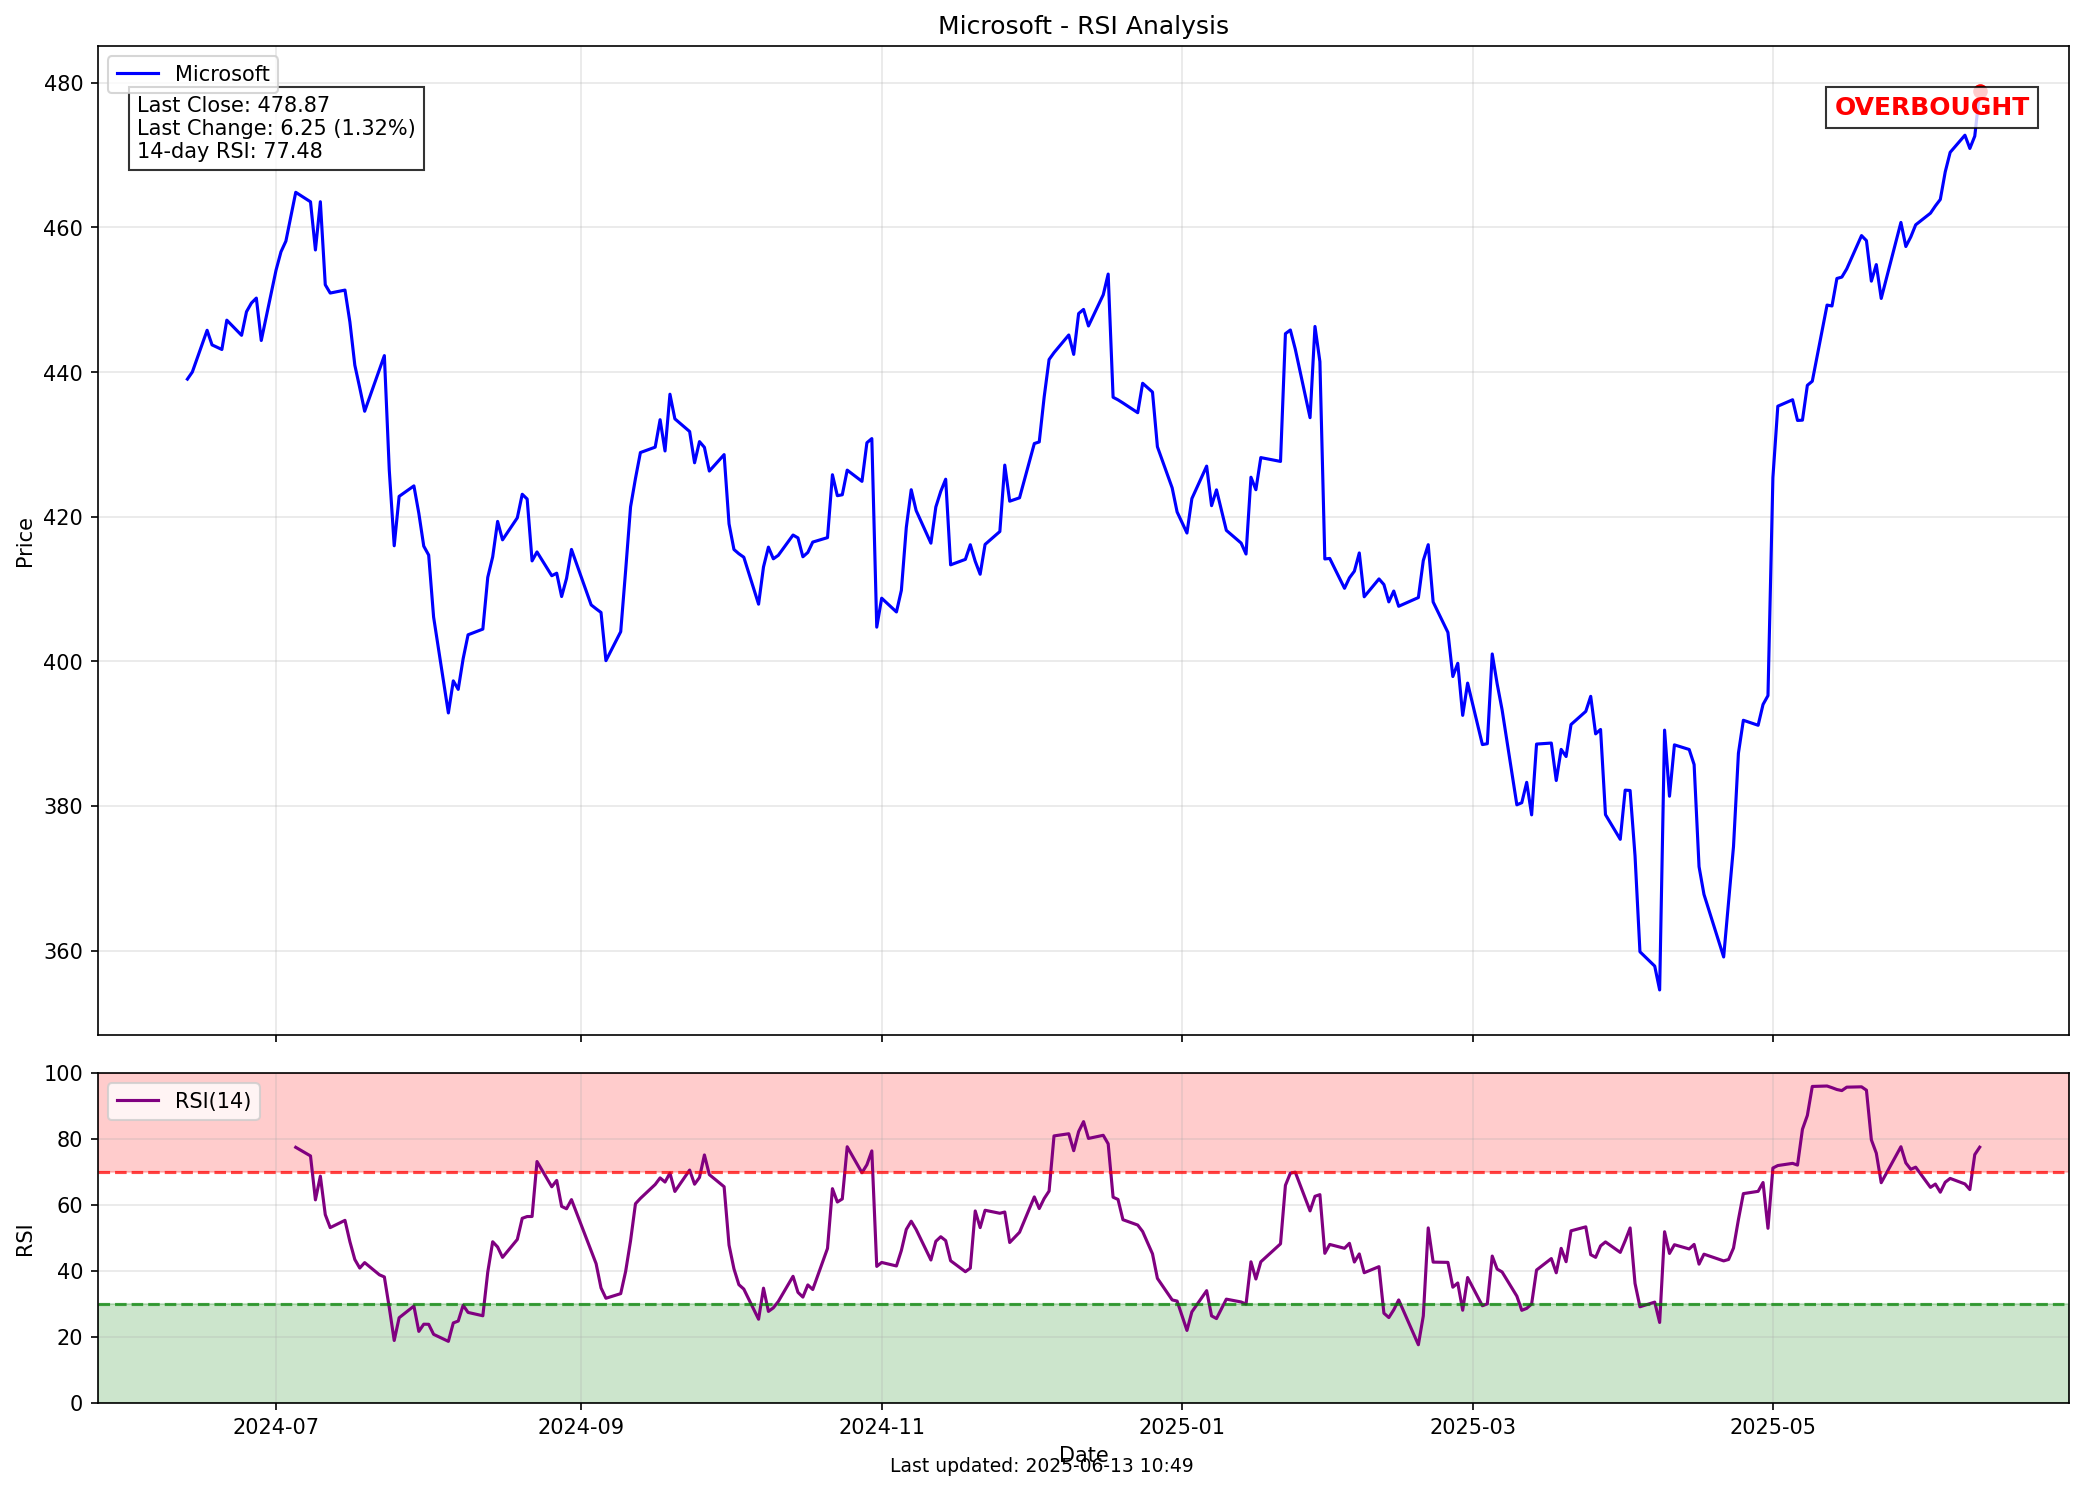 Microsoft - RSI Analysis
Microsoft
Last Close: 478.87
Last Change: 6.25 (1.32%)
14-day RSI: 77.48
OVERBOUGHT
480
460
440
420
400
380
360
Price
RSI(14)
100
80
60
40
20
0
RSI
2024-07
2024-09
2024-11
2025-01
2025-03
2025-05
Date
Last updated: 2025-06-13 10:49